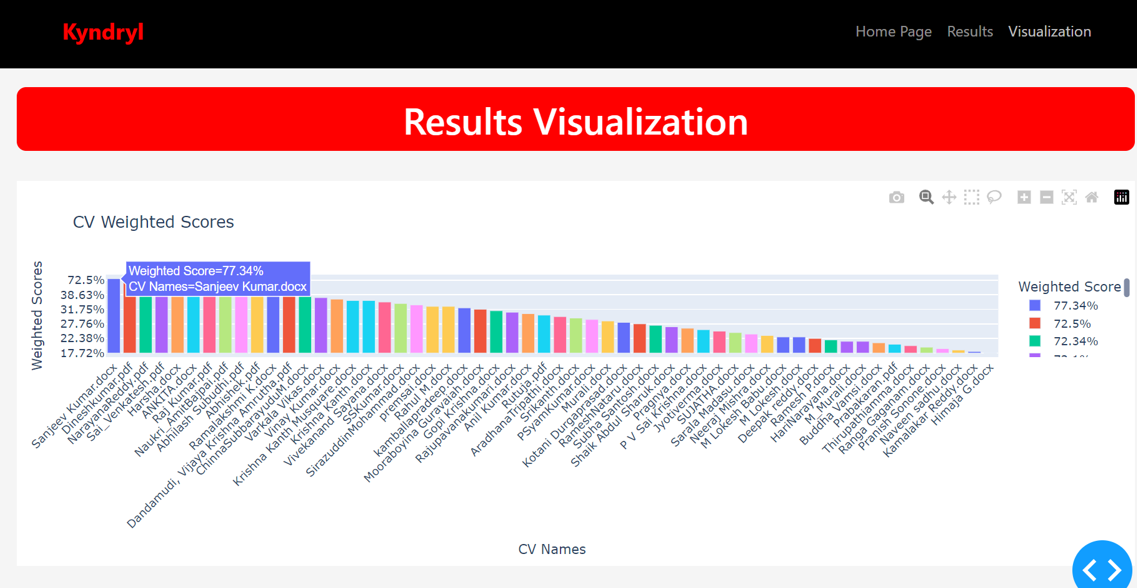 Kyndryl
Home Page Results Visualization
Results Visualization
CV Weighted Scores
Weighted Score=77.34%
CV Names=Sanjeev Kumar.docx
Weighted Scores
72.5%
38.63%
31.75%
27.76%
22.38%
17.72%
Weighted Score
77.34%
72.5%
72.34%
Sanjeev Kumar.docx
Dineshkumar.pdf
NarayanaReddy.pdf
Sai_Venkatesh.pdf
Harsha.docx
ANKITA.docx
Raj Kumar.pdf
Naukri_AmitBajpai.pdf
Subudhi.pdf
Abhilash Abhishek.pdf
Ramalakshmi K.docx
Dandamudi, Vijaya Krishna Amrutha.pdf
ChinnaSubbarayuduM.docx
Varkala Vikas.docx
Vinay Kumar.docx
Krishna Kanth Musquare.docx
Krishna Kanth.docx
Vivekanand Sajjana.docx
SSKumar.docx
SirazuddinMohammad.docx
premsai.docx
Rahul M.docx
kamballapradeep.docx
Mooraboyina Guravaiah.docx
Gopi Krishna.docx
Rajupavanakumari.docx
Anil Kumar.docx
Rutuja.pdf
AradhanaTripathi.docx
Srikanth.docx
PSyamKumar.docx
Murali.docx
Kotani Durgaprasad.docx
RameshNatara.docx
Subba Santosh.docx
Shaik Abdul Sharuk.docx
Pragnya.docx
P V Sai Krishna.docx
Jyotiverma.docx
SUJATHA.docx
Sarala Madasu.docx
Neeraj Mishra.docx
M Lokesh Babu.docx
M Lokesh.docx
Deepak reddy.docx
Ramesh P.docx
HariNarayana.docx
M Murali.docx
Buddha Vamsi.docx
Prabakaran.pdf
Thirupathiamma.docx
Ranga Gaganam.docx
Pranish Sonone.docx
Naveen sadhu.docx
Kamalakar Reddy.docx
Himaja G.docx
CV Names